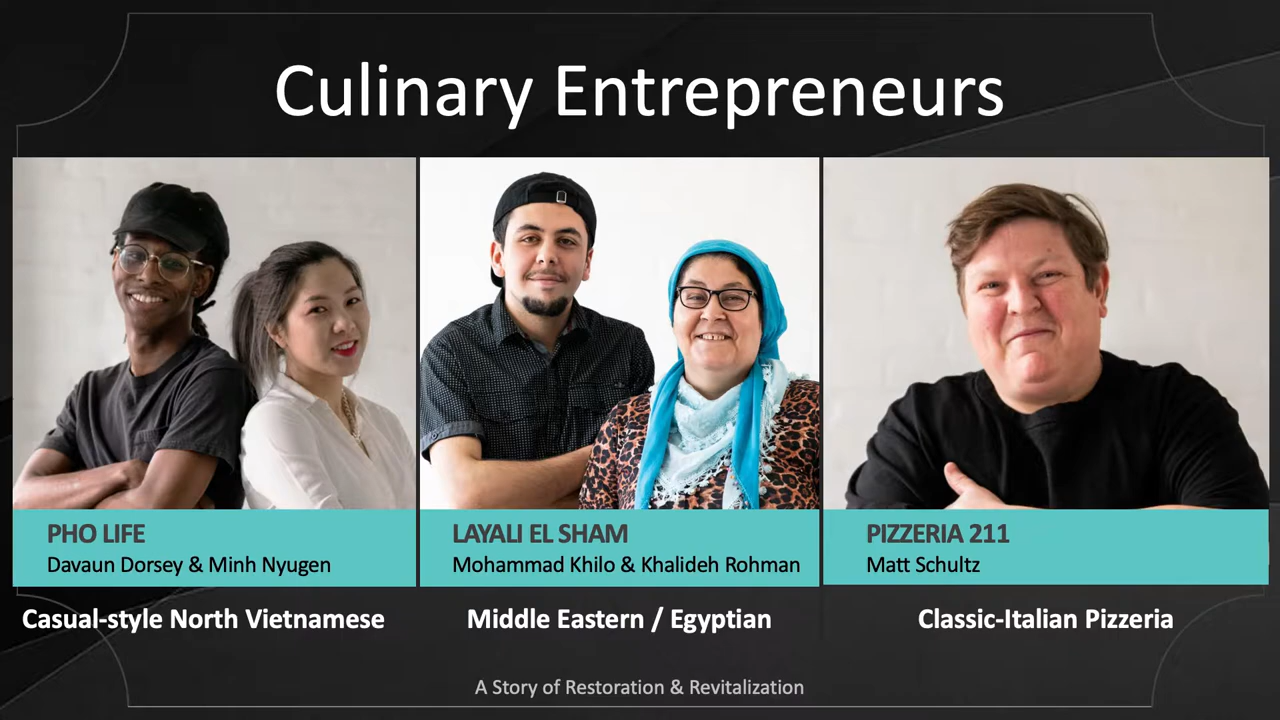 Culinary Entrepreneurs
PHO LIFE
Davaun Dorsey & Minh Nyugen
LAYALI EL SHAM
Mohammad Khilo & Khalideh Rohman
PIZZERIA 211
Matt Schultz
Casual-style North Vietnamese
Middle Eastern / Egyptian
Classic-Italian Pizzeria
A Story of Restoration & Revitalization